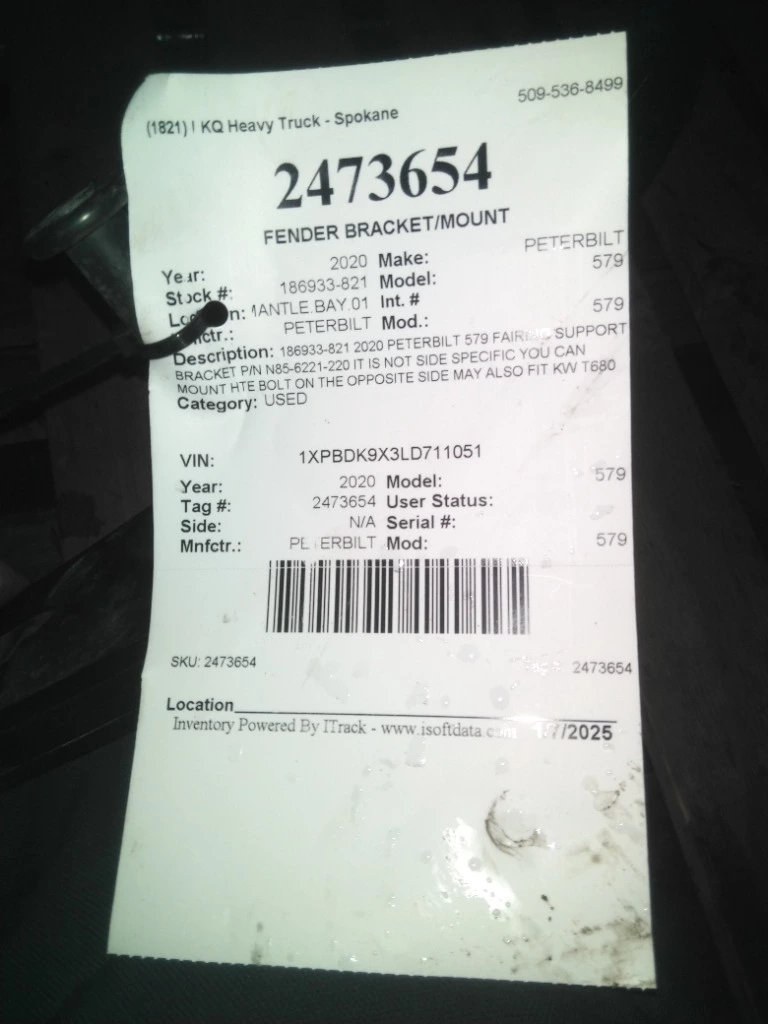 (1821) KQ Heavy Truck - Spokane 509-536-8499
2473654
FENDER BRACKET/MOUNT
Year: 2020 Make: PETERBILT
Stock #: 186933-821 Model: 579
MANTLE.BAY.01 Int. #
PETERBILT Mod.: 579
Description: 186933-821 2020 PETERBILT 579 SUPPORT
BRACKET P/N N85-6221-220 IT IS NOT SIDE SPECIFIC YOU CAN
MOUNT HTE BOLT ON THE OPPOSITE SIDE MAY ALSO FIT KW T680
Category: USED
VIN: 1XPBDK9X3LD711051
Year: 2020 Model: 579
Tag #: 2473654 User Status:
Side: N/A Serial #:
Mnfctr.: PETERBILT Mod: 579
SKU: 2473654 2473654
Location
Inventory Powered By ITrack - www.isoftdata.com 1/7/2025